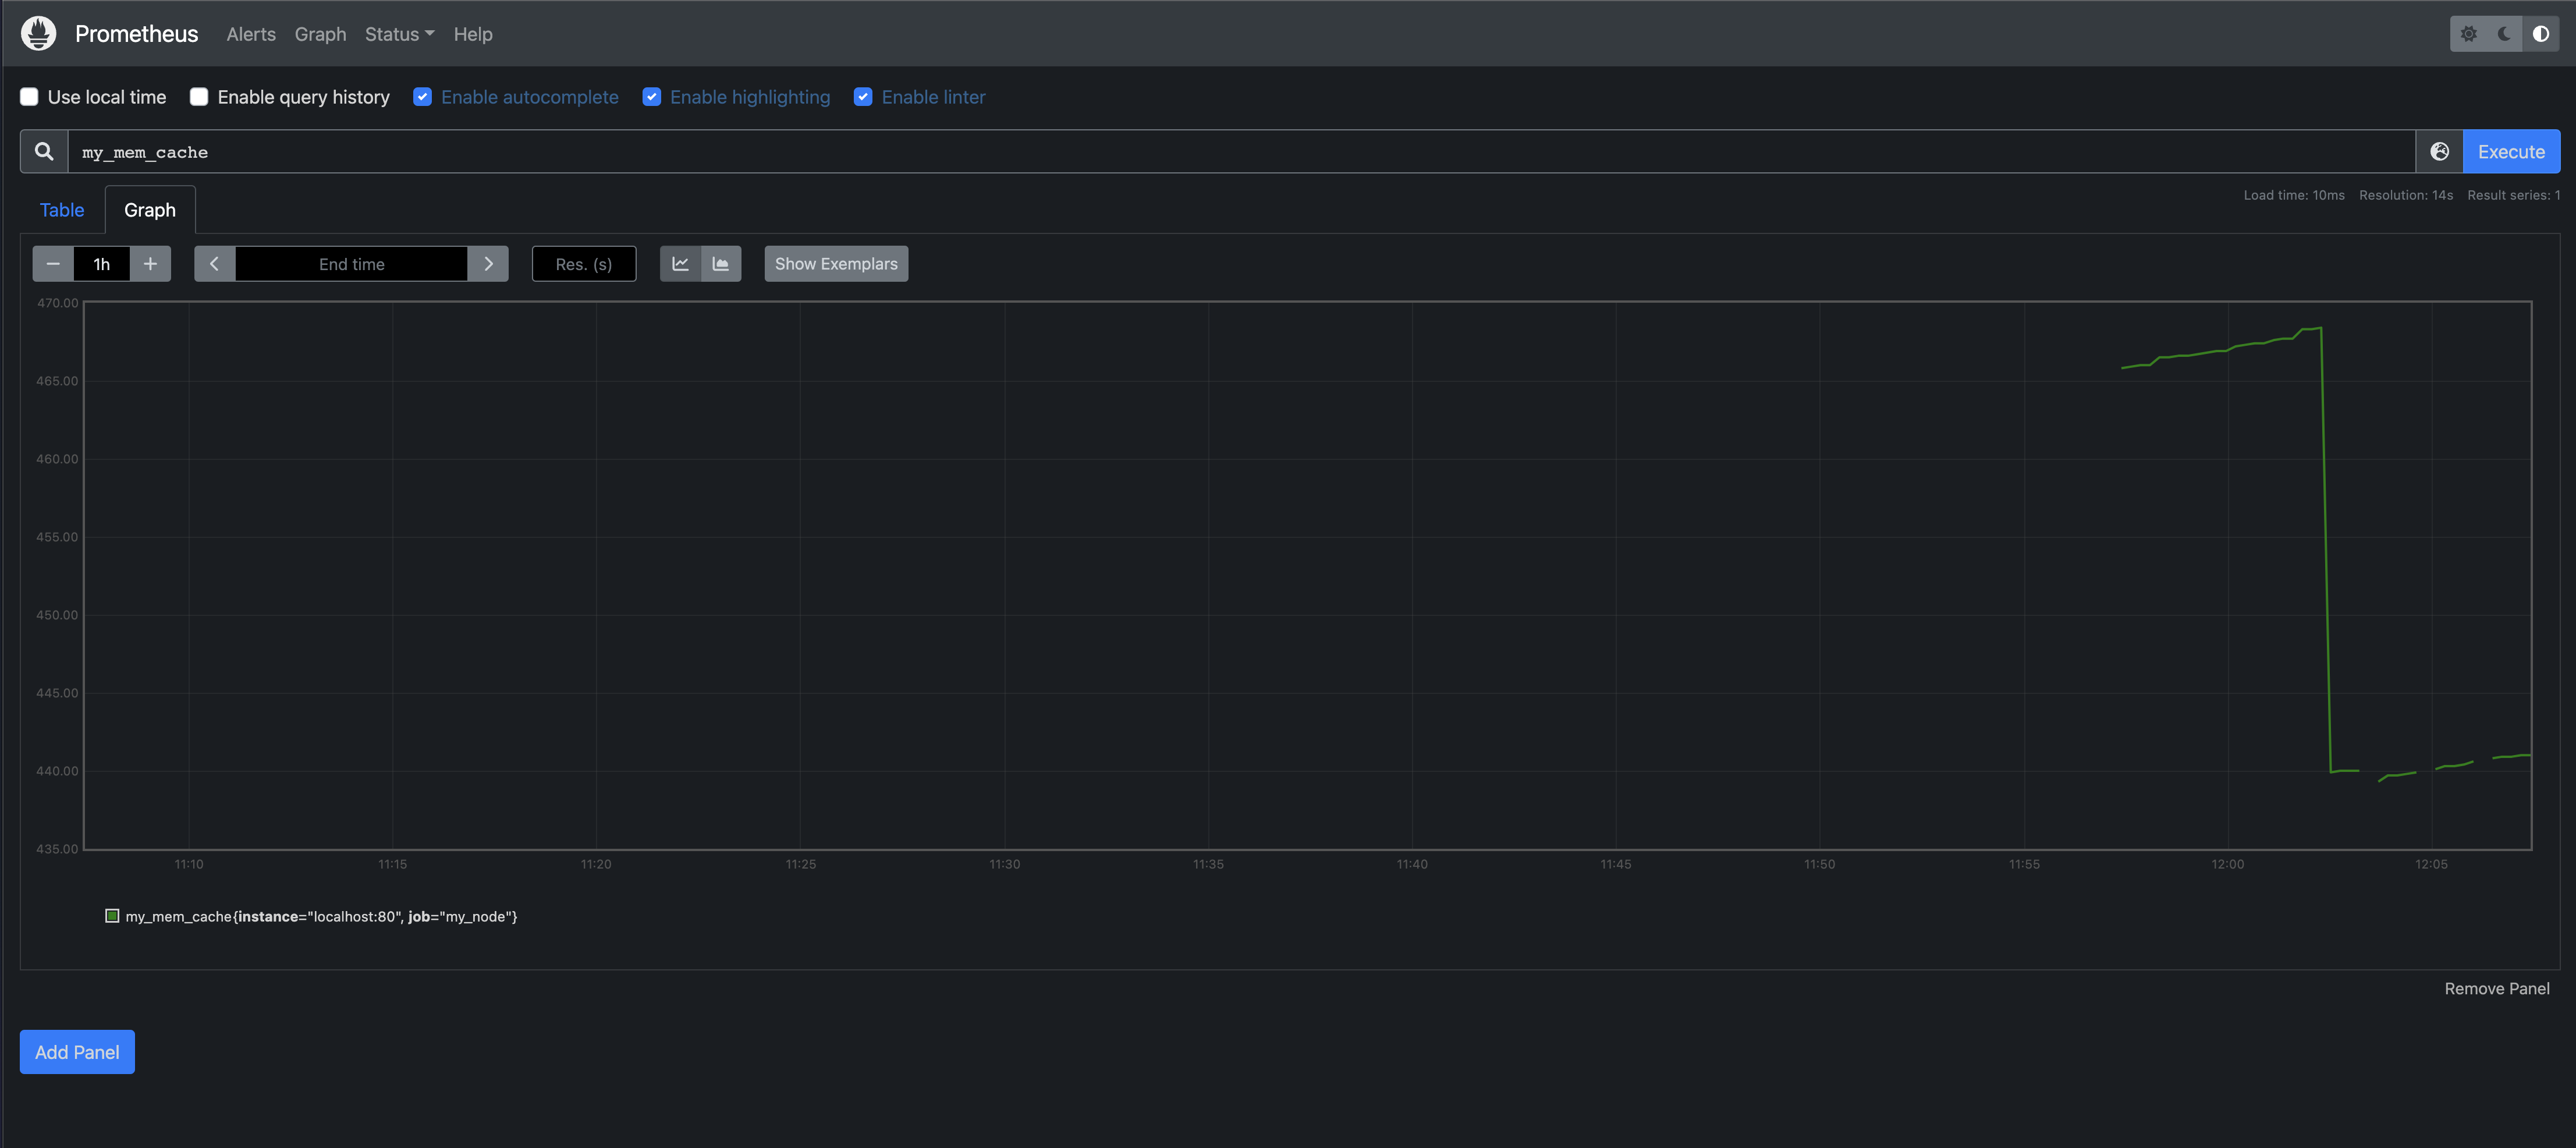 Prometheus Alerts Graph Status Help
Use local time Enable query history Enable autocomplete Enable highlighting Enable linter
my_mem_cache Execute
Load time: 10ms Resolution: 14s Result series: 1
Table Graph
1h End time Res. (s) Show Exemplars
470.00
465.00
460.00
455.00
450.00
445.00
440.00
435.00
11:10 11:15 11:20 11:25 11:30 11:35 11:40 11:45 11:50 11:55 12:00 12:05
my_mem_cache{instance="localhost:80", job="my_node"}
Remove Panel
Add Panel